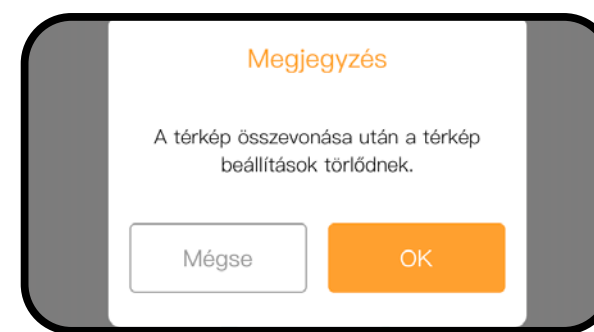 Megjegyzés
A térkép összevonása után a térkép
beállítások törlődnek.
Mégse
OK